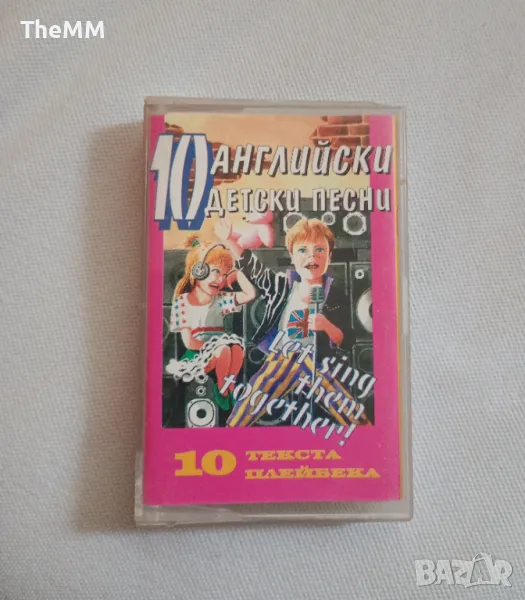 TheMM
10 АНГЛИЙСКИ
ДЕТСКИ ПЕСНИ
Let sing
them
together!
10 ТЕКСТА
ПЛЕЙБЕКА
BAZAR